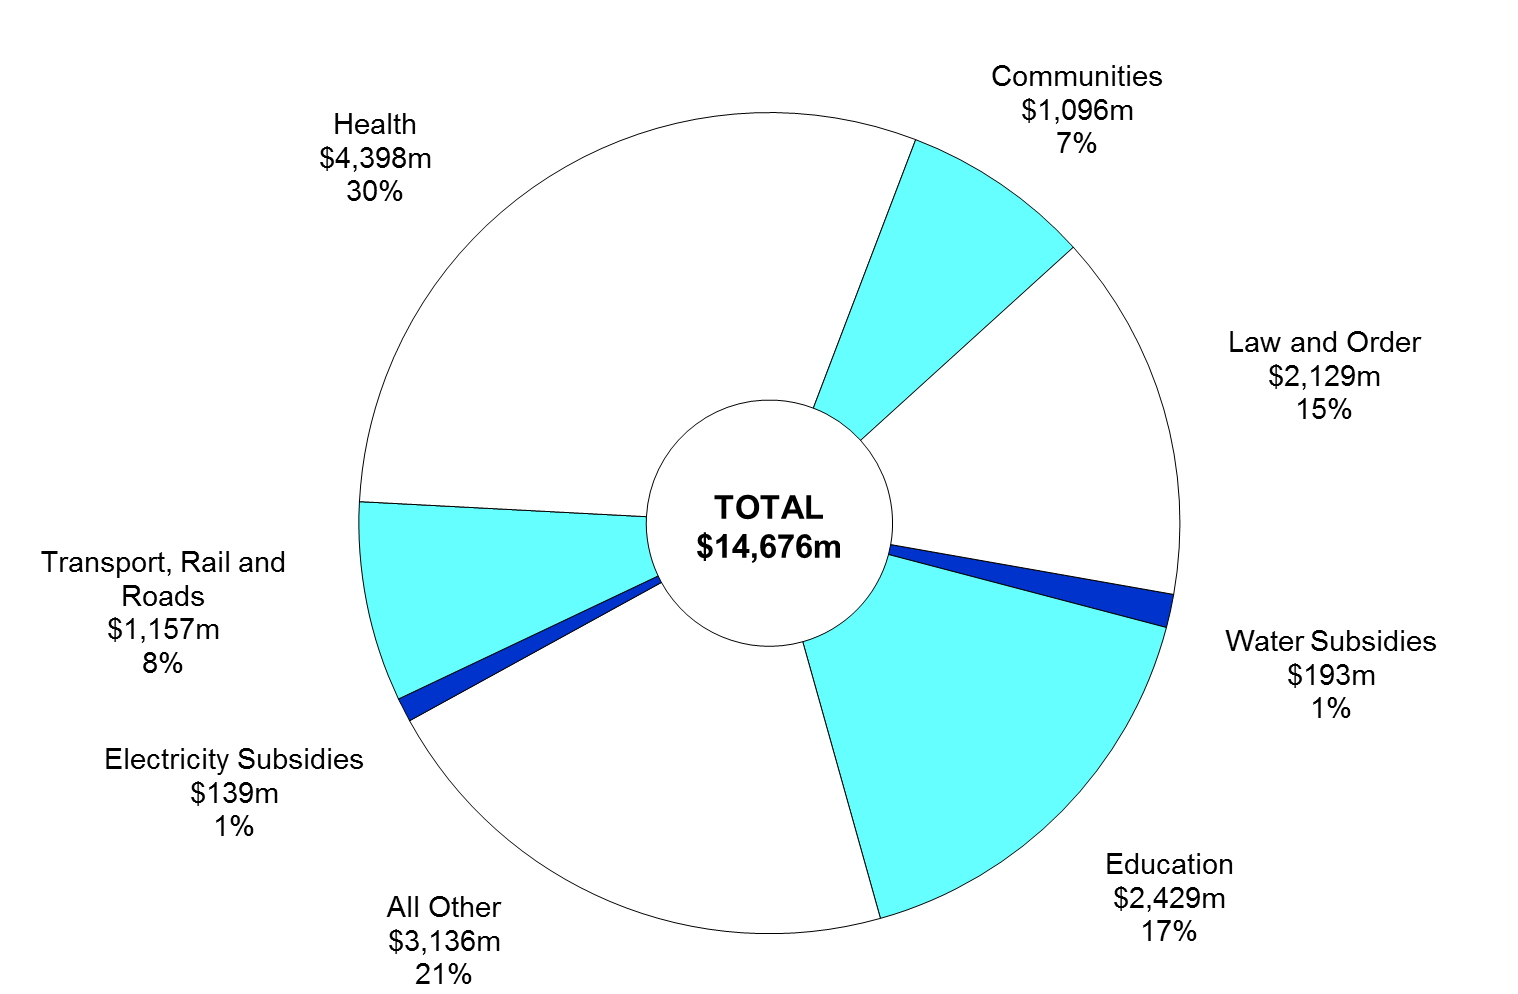 Communities
$1,096m
7%
Health
$4,398m
30%
Law and Order
$2,129m
15%
TOTAL
$14,676m
Transport, Rail and
Roads
$1,157m
8%
Water Subsidies
$193m
1%
Electricity Subsidies
$139m
1%
Education
$2,429m
17%
All Other
$3,136m
21%